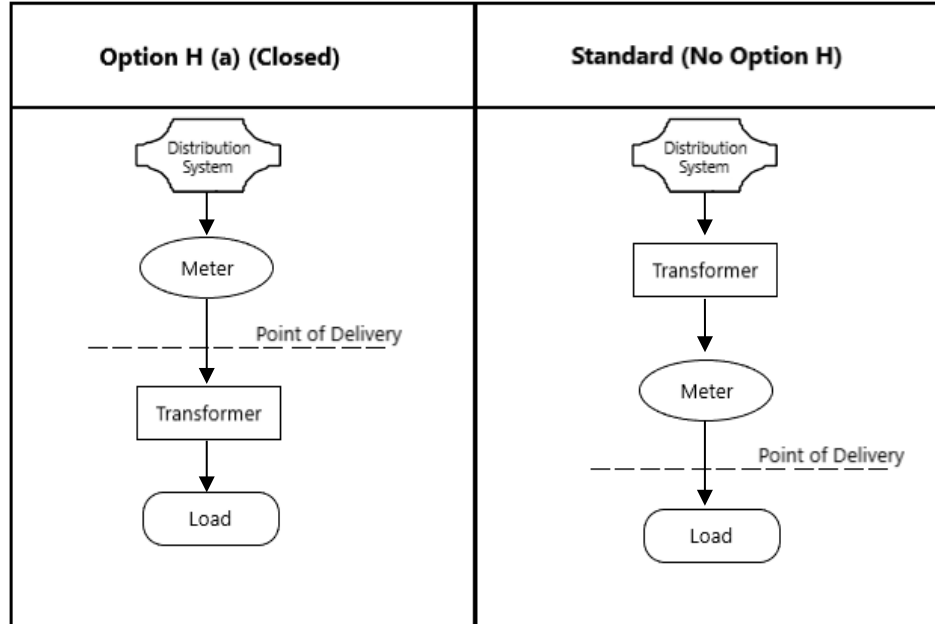 Option H (a) (Closed)
Distribution
System
Meter
Point of Delivery
Transformer
Load
Standard (No Option H)
Distribution
System
Transformer
Meter
Point of Delivery
Load